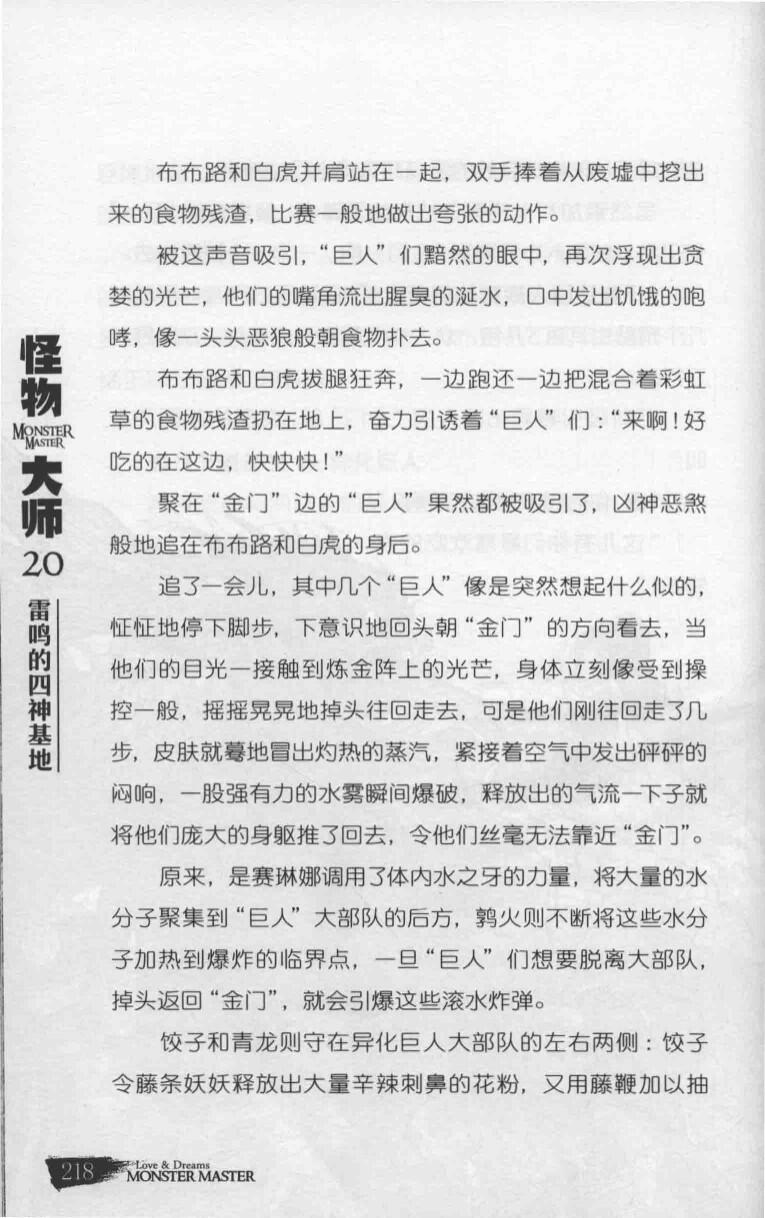 布布路和白虎并肩站在一起，双手捧着从废墟中挖出
来的食物残渣，比赛一般地做出夸张的动作。
被这声音吸引，“巨人”们黯然的眼中，再次浮现出贪
婪的光芒，他们的嘴角流出腥臭的涎水，口中发出饥饿的咆
哮，像一头头恶狼般朝食物扑去。
布布路和白虎拔腿狂奔，一边跑还一边把混合着彩虹
草的食物残渣扔在地上，奋力引诱着“巨人”们：“来啊！好
吃的在这边，快快快！”
聚在“金门”边的“巨人”果然都被吸引了，凶神恶煞
般地追在布布路和白虎的身后。
追了一会儿，其中几个“巨人”像是突然想起什么似的，
怔怔地停下脚步，下意识地回头朝“金门”的方向看去，当
他们的目光一接触到炼金阵上的光芒，身体立刻像受到操
控一般，摇摇晃晃地掉头往回走去，可是他们刚往回走了几
步，皮肤就蓦地冒出灼热的蒸汽，紧接着空气中发出砰砰的
闷响，一股强有力的水雾瞬间爆破，释放出的气流一下子就
将他们庞大的身躯推了回去，令他们丝毫无法靠近“金门”。
原来，是赛琳娜调用了体内水之牙的力量，将大量的水
分子聚集到“巨人”大部队的后方，鹑火则不断将这些水分
子加热到爆炸的临界点，一旦“巨人”们想要脱离大部队，
掉头返回“金门”，就会引爆这些滚水炸弹。
饺子和青龙则守在异化巨人大部队的左右两侧：饺子
令藤条妖妖释放出大量辛辣刺鼻的花粉，又用藤鞭加以抽
怪物
MONSTER
MASTER
大师
20
雷鸣的四神基地
218
Love & Dreams
MONSTER MASTER